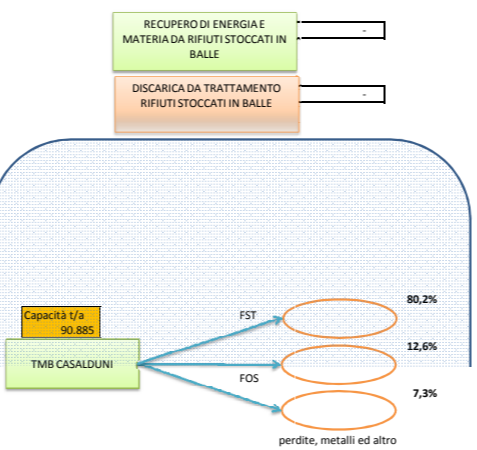 RECUPERO DI ENERGIA E
MATERIA DA RIFIUTI STOCCATI IN
BALLE
-
DISCARICA DA TRATTAMENTO
RIFIUTI STOCCATI IN BALLE
-
80,2%
Capacità t/a
90.885
FST
12,6%
TMB CASALDUNI
FOS
7,3%
perdite, metalli ed altro